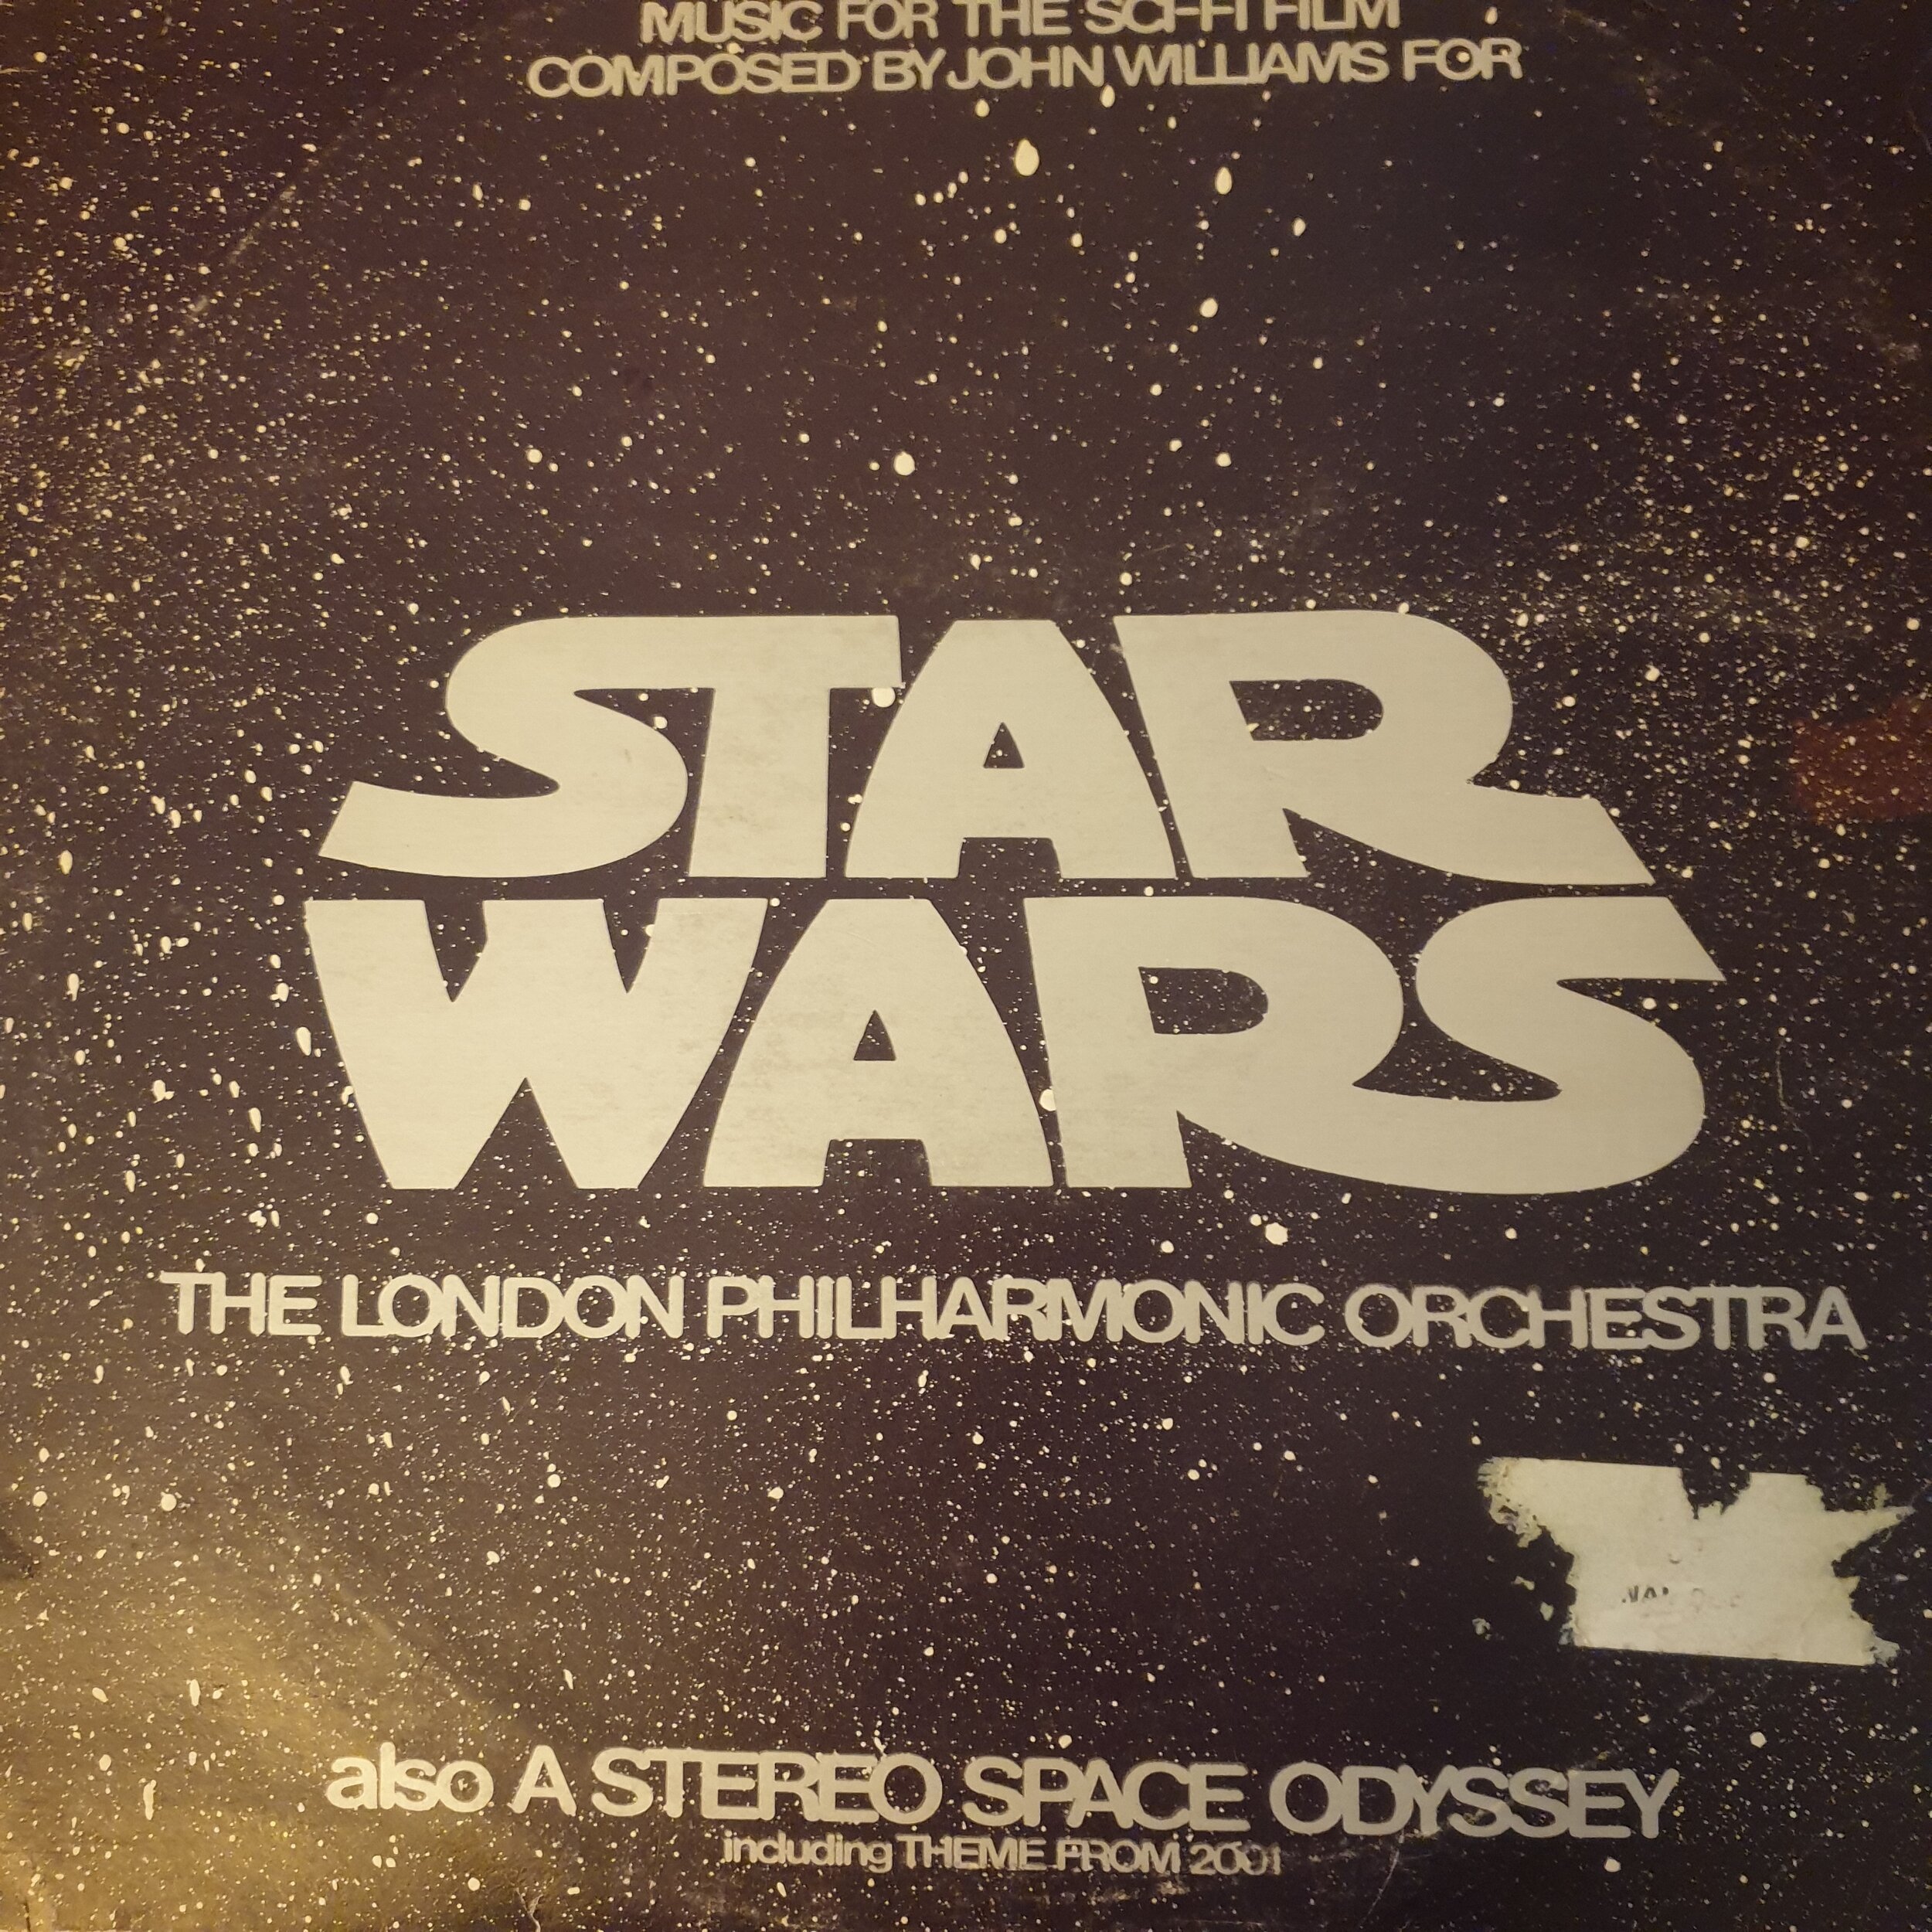 MUSIC FOR THE SCI-FI FILM
COMPOSED BY JOHN WILLIAMS FOR
STAR
WARS
THE LONDON PHILHARMONIC ORCHESTRA
also A STEREO SPACE ODYSSEY
including THEME FROM 2001